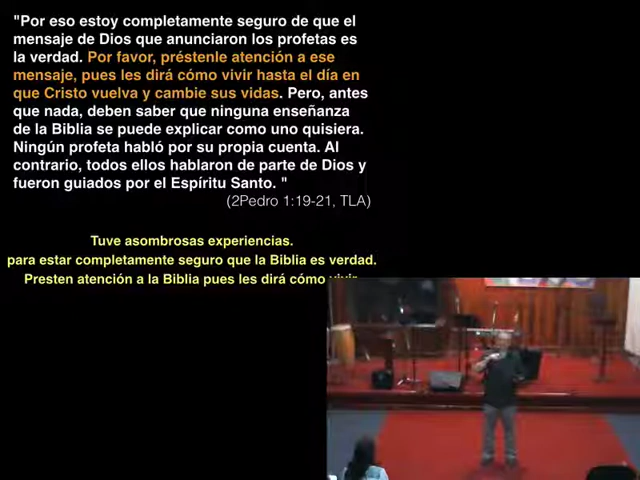 "Por eso estoy completamente seguro de que el
mensaje de Dios que anunciaron los profetas es
la verdad. Por favor, préstenle atención a ese
mensaje, pues les dirá cómo vivir hasta el día en
que Cristo vuelva y cambie sus vidas. Pero, antes
que nada, deben saber que ninguna enseñanza
de la Biblia se puede explicar como uno quisiera.
Ningún profeta habló por su propia cuenta. Al
contrario, todos ellos hablaron de parte de Dios y
fueron guiados por el Espíritu Santo. "
(2Pedro 1:19-21, TLA)
Tuve asombrosas experiencias.
para estar completamente seguro que la Biblia es verdad.
Presten atención a la Biblia pues les dirá cómo vivir